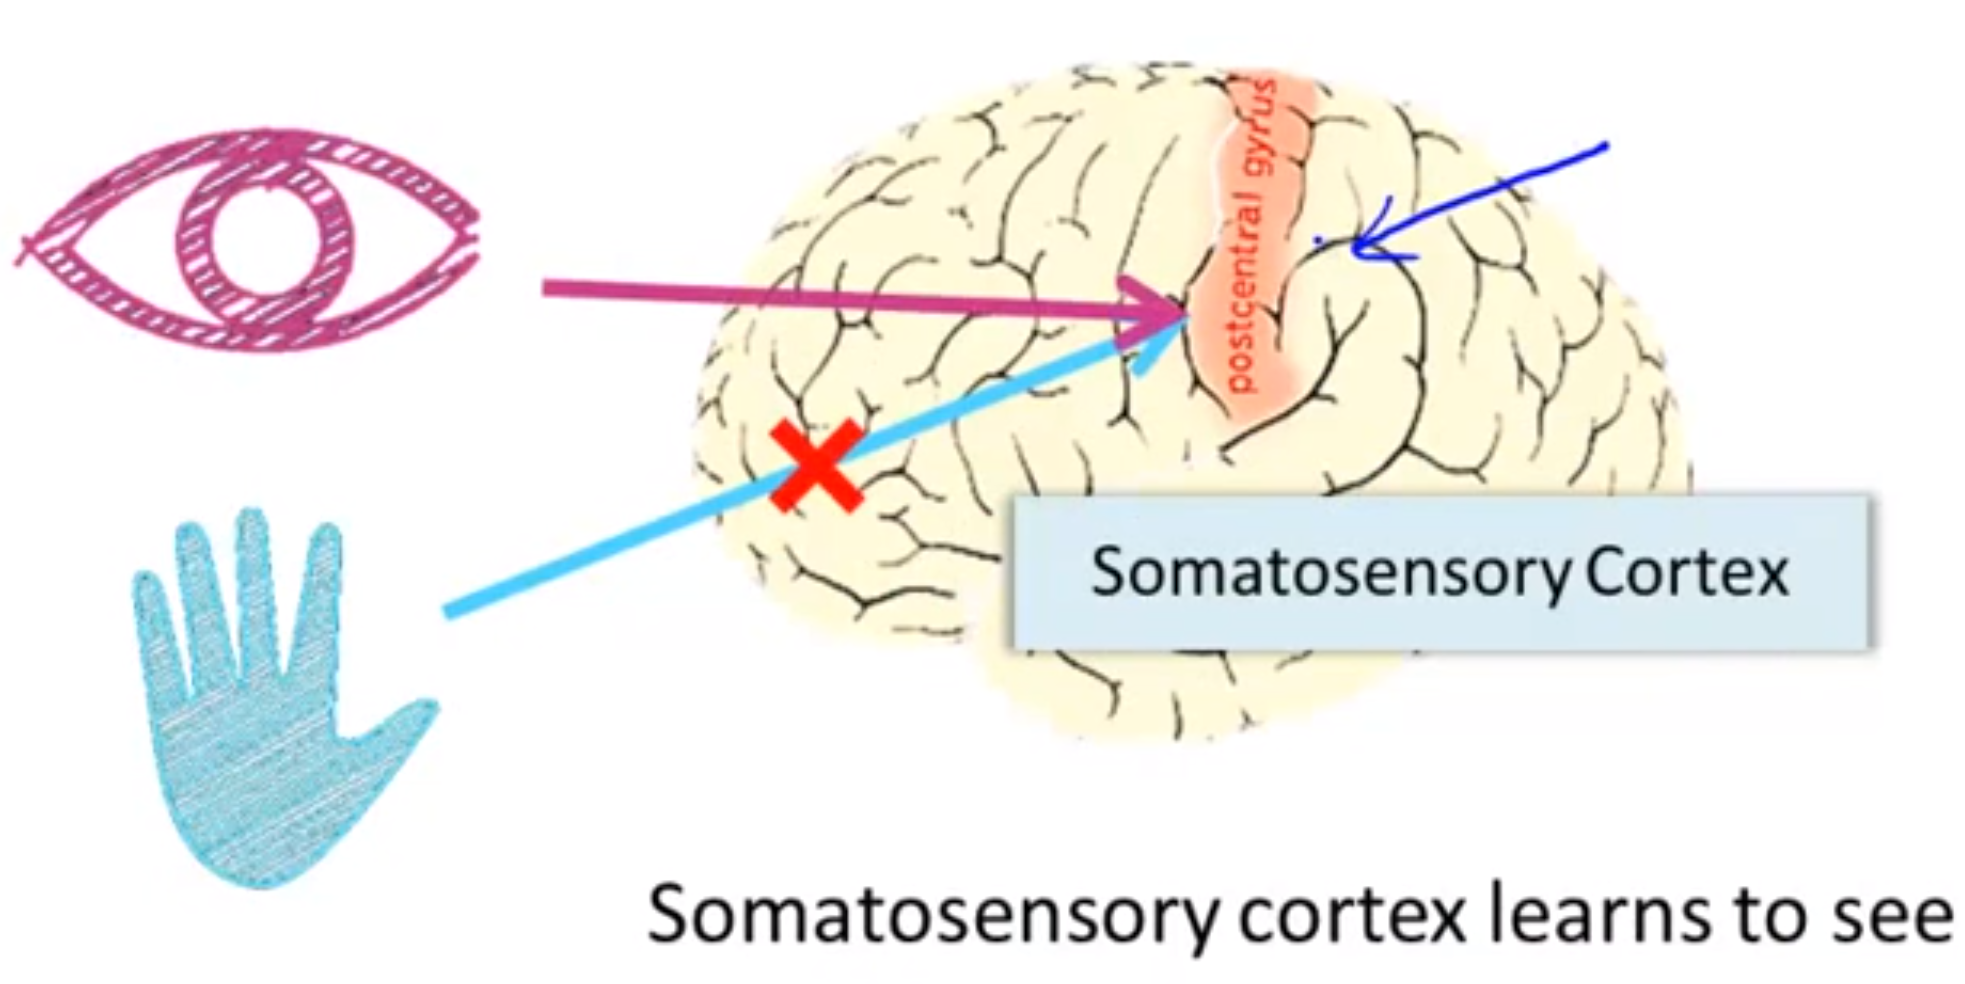 postcentral gyrus
Somatosensory Cortex
Somatosensory cortex learns to see